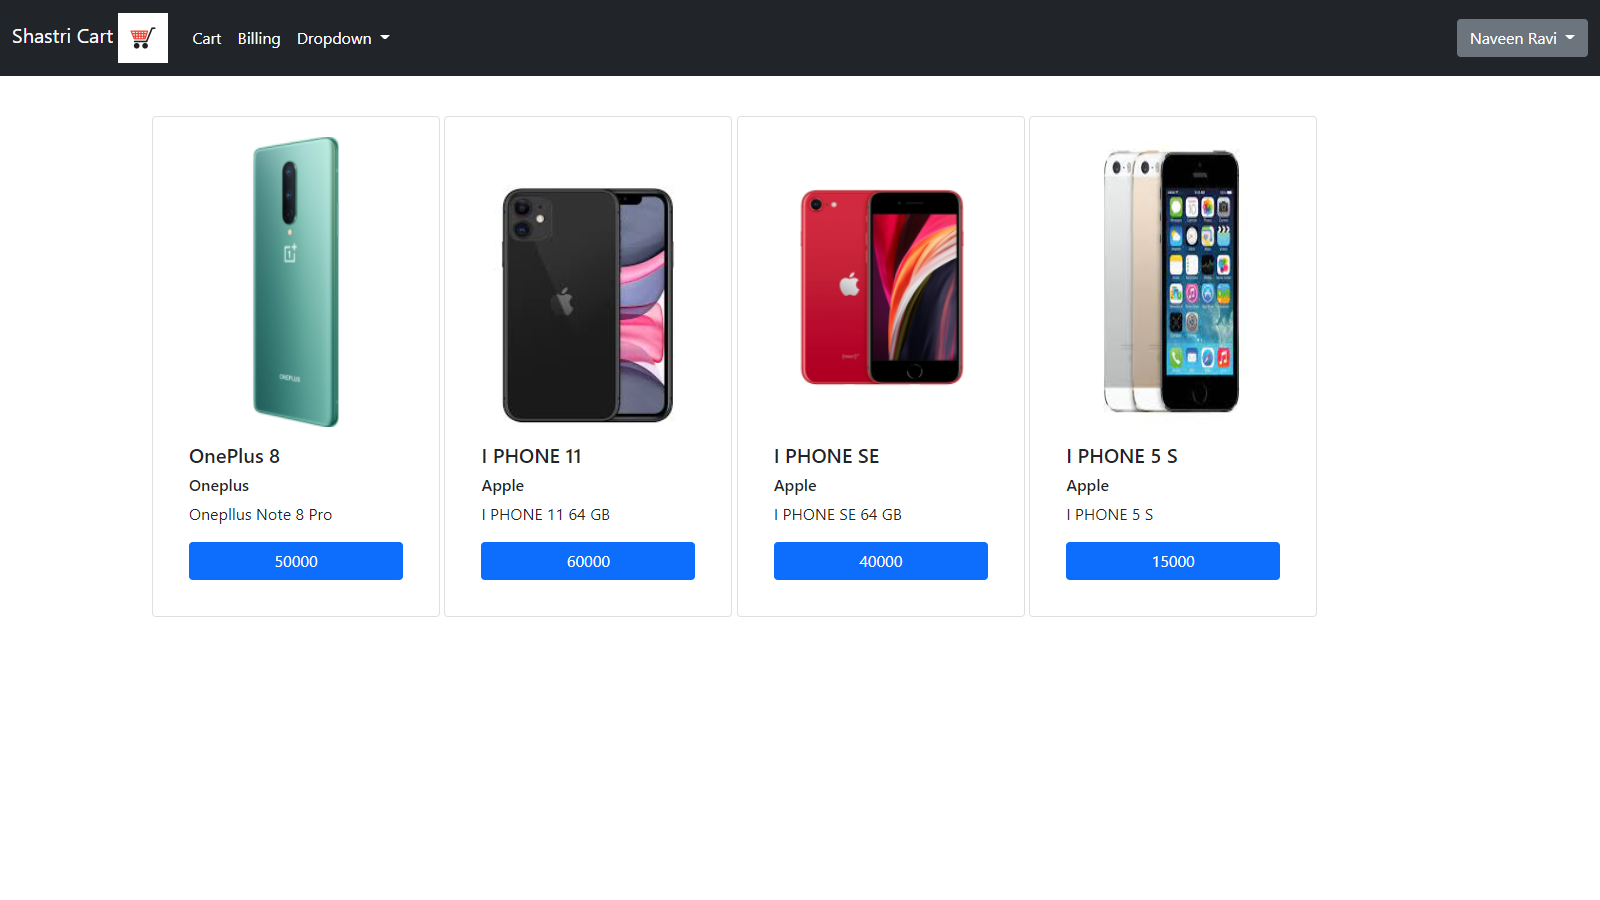 Shastri Cart
Cart
Billing
Dropdown
Naveen Ravi
ONEPLUS
OnePlus 8
Oneplus
Onepllus Note 8 Pro
50000
I PHONE 11
Apple
I PHONE 11 64 GB
60000
I PHONE SE
Apple
I PHONE SE 64 GB
40000
I PHONE 5 S
Apple
I PHONE 5 S
15000